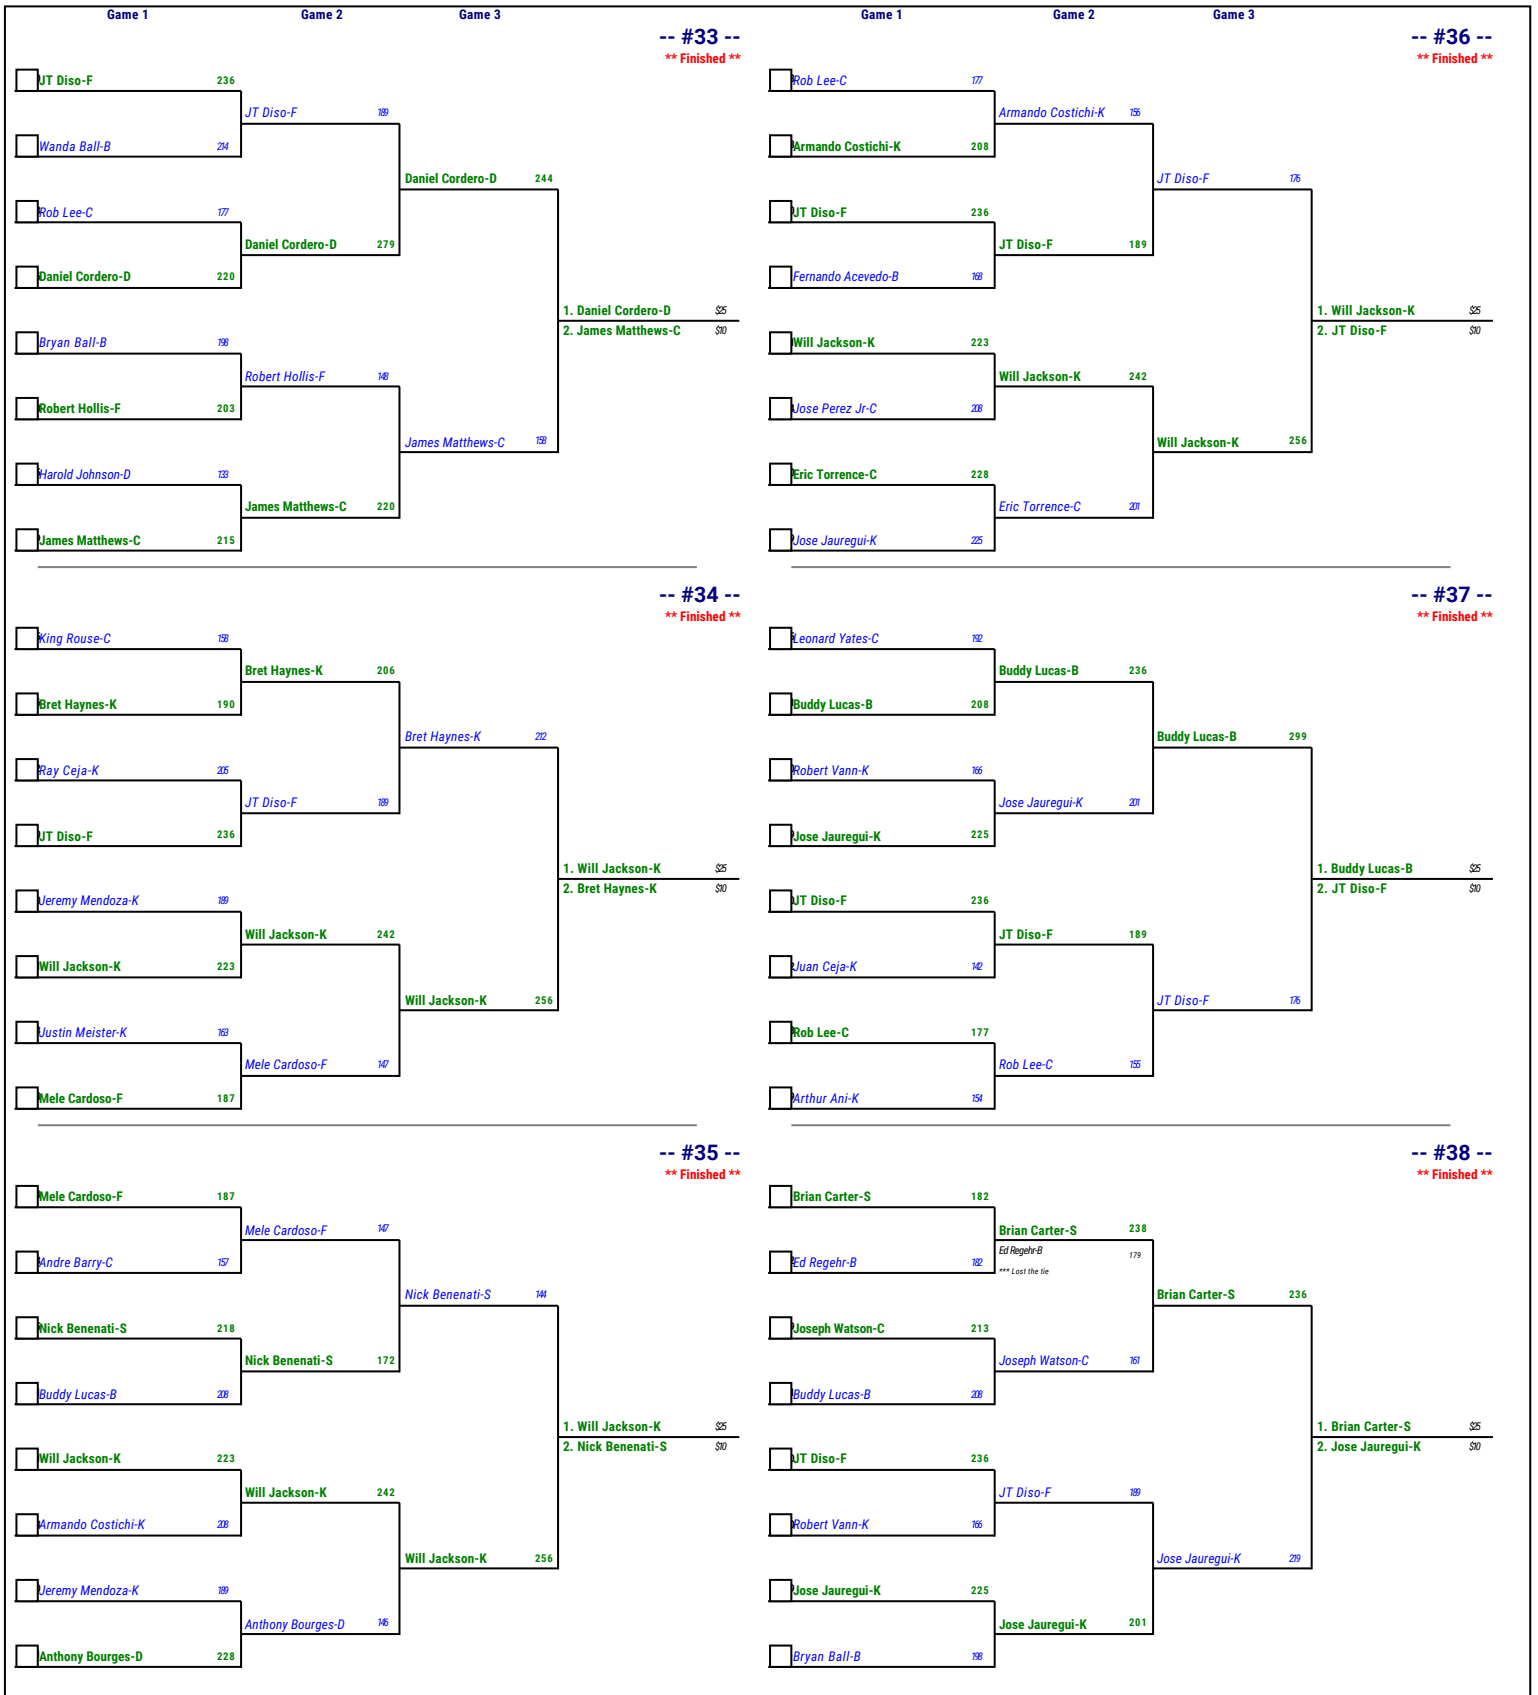 Game 1 Game 2 Game 3
-- #33 --
** Finished **
JT Diso-F 236
JT Diso-F 189
Wanda Ball-B 214
Daniel Cordero-D 244
Rob Lee-C 177
Daniel Cordero-D 279
Daniel Cordero-D 220
1. Daniel Cordero-D $25
2. James Matthews-C $10
Bryan Ball-B 198
Robert Hollis-F 148
Robert Hollis-F 203
James Matthews-C 158
Harold Johnson-D 133
James Matthews-C 220
James Matthews-C 215
-- #34 --
** Finished **
King Rouse-C 158
Bret Haynes-K 206
Bret Haynes-K 190
Bret Haynes-K 212
Ray Ceja-K 205
JT Diso-F 189
JT Diso-F 236
1. Will Jackson-K $25
2. Bret Haynes-K $10
Jeremy Mendoza-K 189
Will Jackson-K 242
Will Jackson-K 223
Will Jackson-K 256
Justin Meister-K 163
Mele Cardoso-F 147
Mele Cardoso-F 187
-- #35 --
** Finished **
Mele Cardoso-F 187
Mele Cardoso-F 147
Andre Barry-C 157
Nick Benenati-S 144
Nick Benenati-S 218
Nick Benenati-S 172
Buddy Lucas-B 208
1. Will Jackson-K $25
2. Nick Benenati-S $10
Will Jackson-K 223
Will Jackson-K 242
Armando Costichi-K 208
Will Jackson-K 256
Jeremy Mendoza-K 189
Anthony Bourges-D 146
Anthony Bourges-D 228
Game 1 Game 2 Game 3
-- #36 --
** Finished **
Rob Lee-C 177
Armando Costichi-K 156
Armando Costichi-K 208
JT Diso-F 176
JT Diso-F 236
JT Diso-F 189
Fernando Acevedo-B 168
1. Will Jackson-K $25
2. JT Diso-F $10
Will Jackson-K 223
Will Jackson-K 242
Jose Perez Jr-C 208
Will Jackson-K 256
Eric Torrence-C 228
Eric Torrence-C 201
Jose Jauregui-K 225
-- #37 --
** Finished **
Leonard Yates-C 192
Buddy Lucas-B 236
Buddy Lucas-B 208
Buddy Lucas-B 299
Robert Vann-K 166
Jose Jauregui-K 201
Jose Jauregui-K 225
1. Buddy Lucas-B $25
2. JT Diso-F $10
JT Diso-F 236
JT Diso-F 189
Juan Ceja-K 142
JT Diso-F 176
Rob Lee-C 177
Rob Lee-C 155
Arthur Ani-K 154
-- #38 --
** Finished **
Brian Carter-S 182
Brian Carter-S 238
Ed Regehr-B 179
Ed Regehr-B 182
*** Lost the tie
Brian Carter-S 236
Joseph Watson-C 213
Joseph Watson-C 161
Buddy Lucas-B 208
1. Brian Carter-S $25
2. Jose Jauregui-K $10
JT Diso-F 236
JT Diso-F 189
Robert Vann-K 166
Jose Jauregui-K 219
Jose Jauregui-K 225
Jose Jauregui-K 201
Bryan Ball-B 198